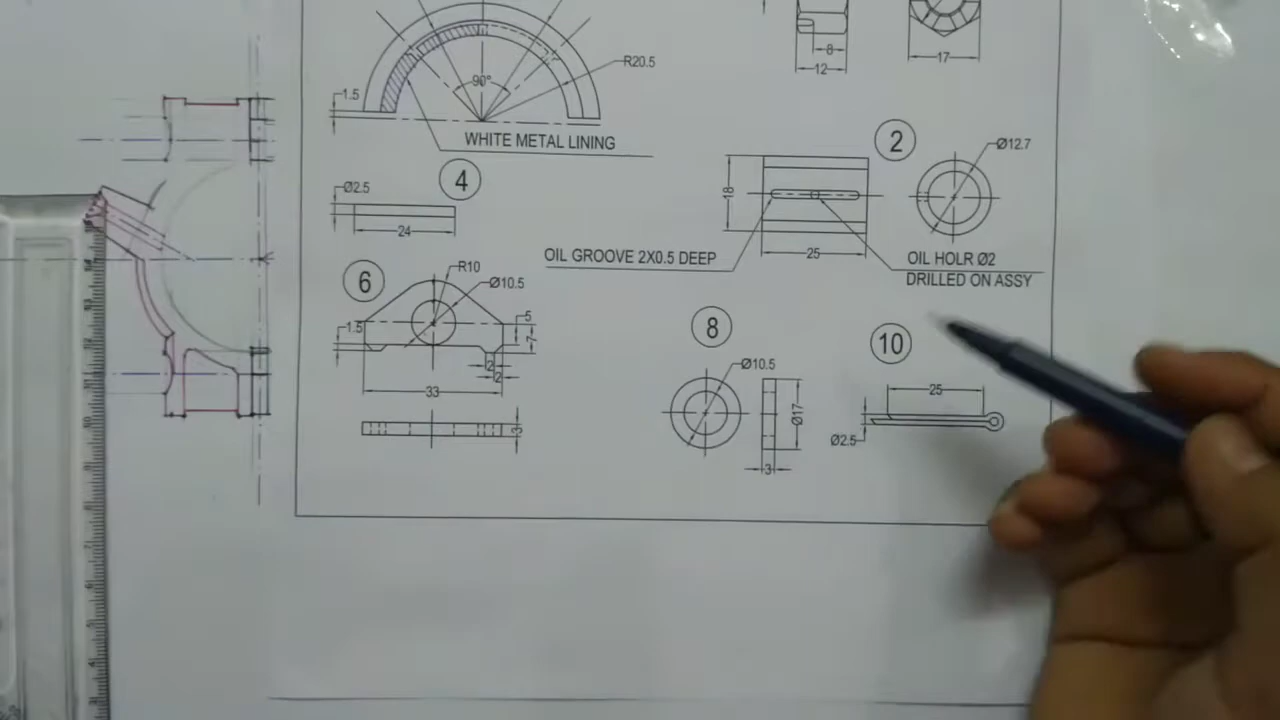 8
12
17
R20.5
90°
1.5
WHITE METAL LINING
2
Ø12.7
4
Ø2.5
24
18
25
OIL GROOVE 2X0.5 DEEP
OIL HOLR Ø2
DRILLED ON ASSY
6
R10
Ø10.5
1.5
5
7
2
2
33
3
8
Ø10.5
Ø17
3
10
25
Ø2.5